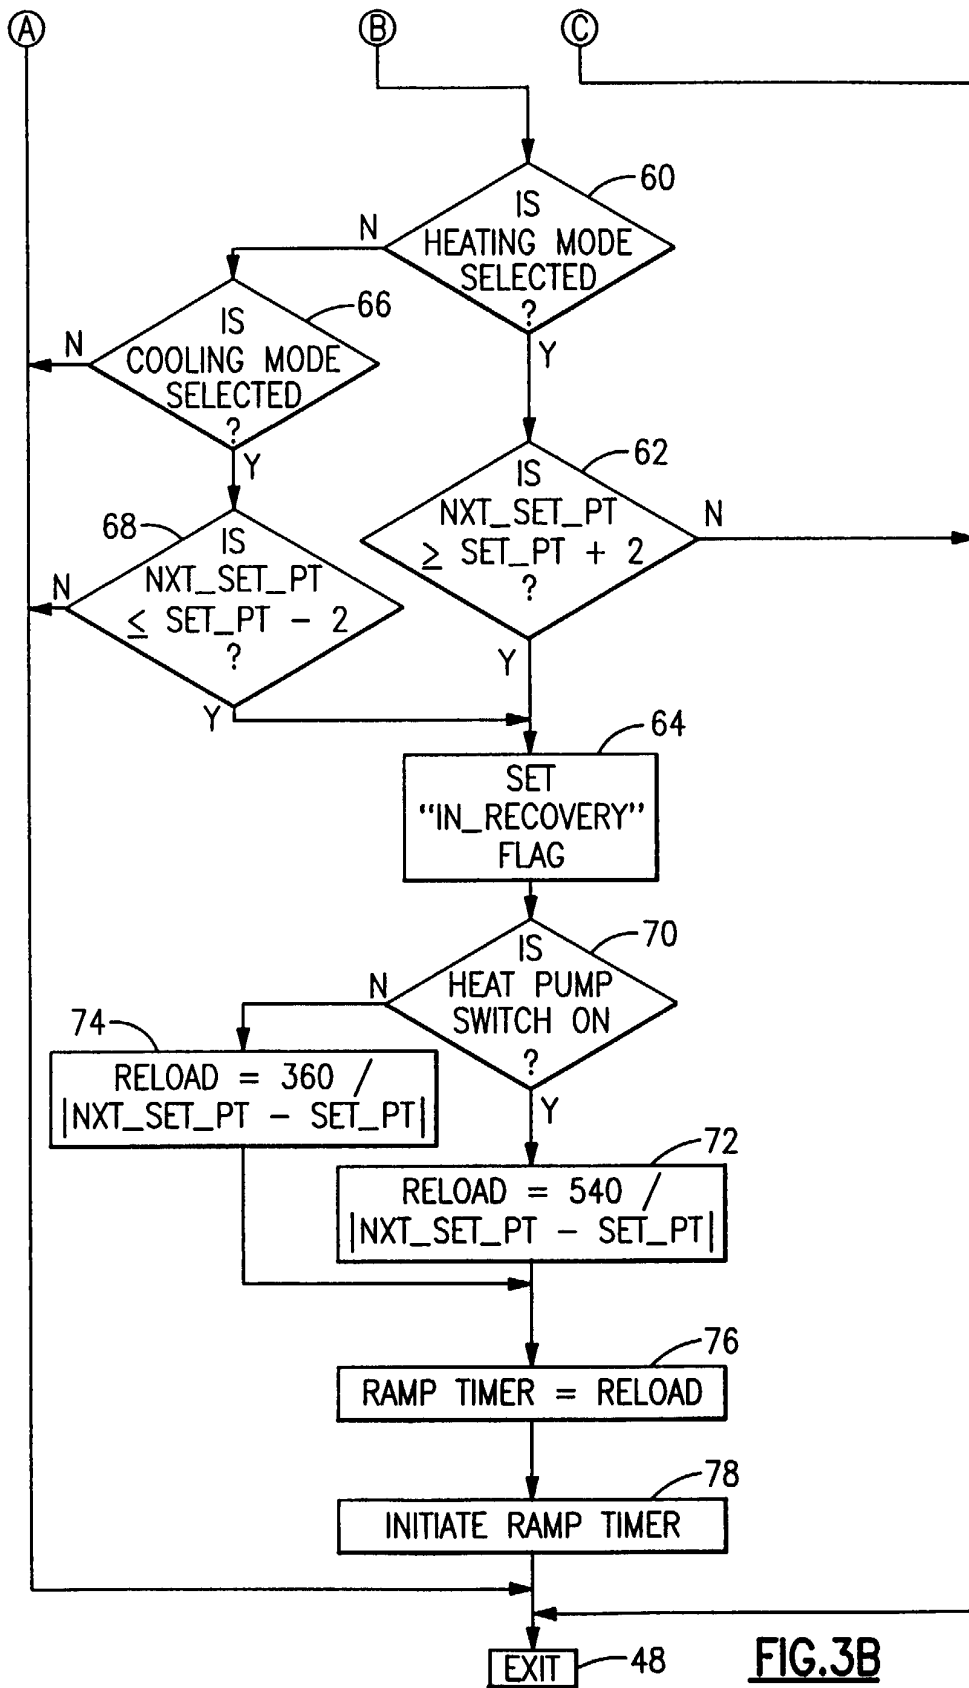 A
B
C
60
IS
HEATING MODE
SELECTED
?
N
Y
66
IS
COOLING MODE
SELECTED
?
N
Y
62
IS
NXT_SET_PT
≥ SET_PT + 2
?
N
Y
68
IS
NXT_SET_PT
≤ SET_PT - 2
?
N
Y
64
SET
"IN_RECOVERY"
FLAG
70
IS
HEAT PUMP
SWITCH ON
?
N
Y
74
RELOAD = 360 /
|NXT_SET_PT - SET_PT|
72
RELOAD = 540 /
|NXT_SET_PT - SET_PT|
76
RAMP TIMER = RELOAD
78
INITIATE RAMP TIMER
EXIT
48
FIG.3B